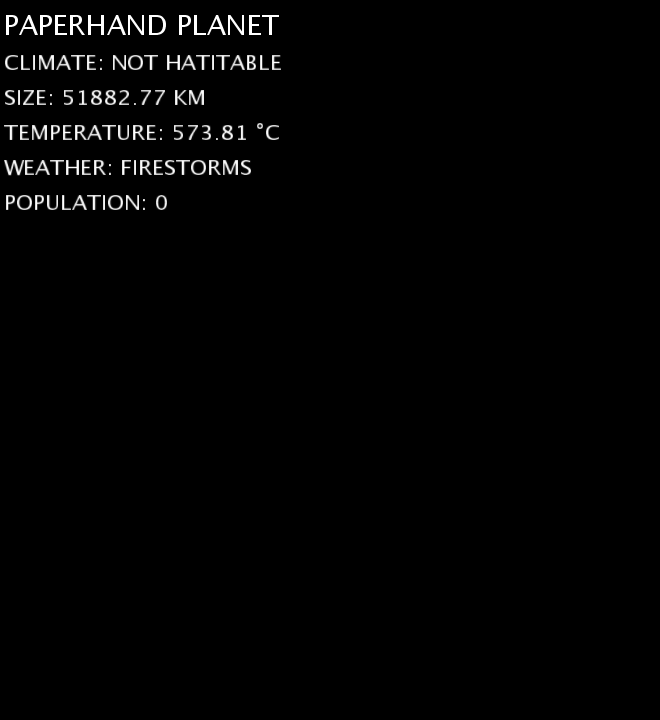 PAPERHAND PLANET
CLIMATE: NOT HATITABLE
SIZE: 51882.77 KM
TEMPERATURE: 573.81 °C
WEATHER: FIRESTORMS
POPULATION: 0